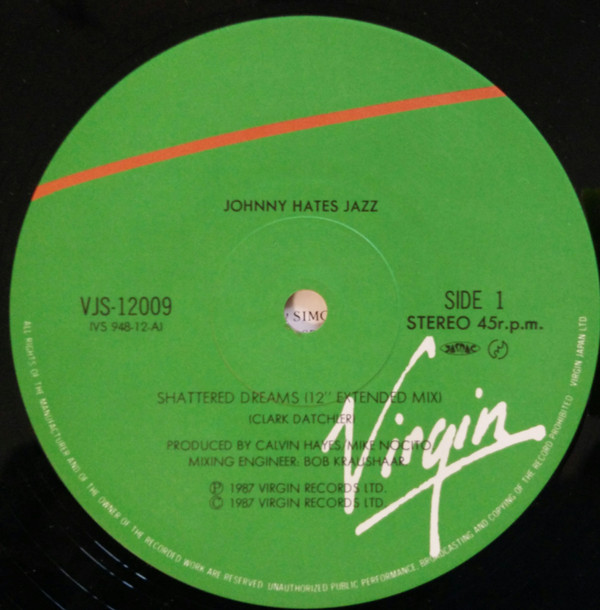 JOHNNY HATES JAZZ
VJS-12009
(VS 948-12-A)
SIDE 1
STEREO 45r.p.m.
JASRAC
SIMO
SHATTERED DREAMS (12" EXTENDED MIX)
(CLARK DATCHLER)
PRODUCED BY CALVIN HAYES/MIKE NOCITO
MIXING ENGINEER: BOB KRAUSHAAR
Ⓟ 1987 VIRGIN RECORDS LTD.
© 1987 VIRGIN RECORDS LTD.
Virgin
ALL RIGHTS OF THE MANUFACTURER AND OF THE OWNER OF THE RECORDED WORK ARE RESERVED. UNAUTHORIZED PUBLIC PERFORMANCE, BROADCASTING AND COPYING OF THE RECORD PROHIBITED VIRGIN JAPAN LTD